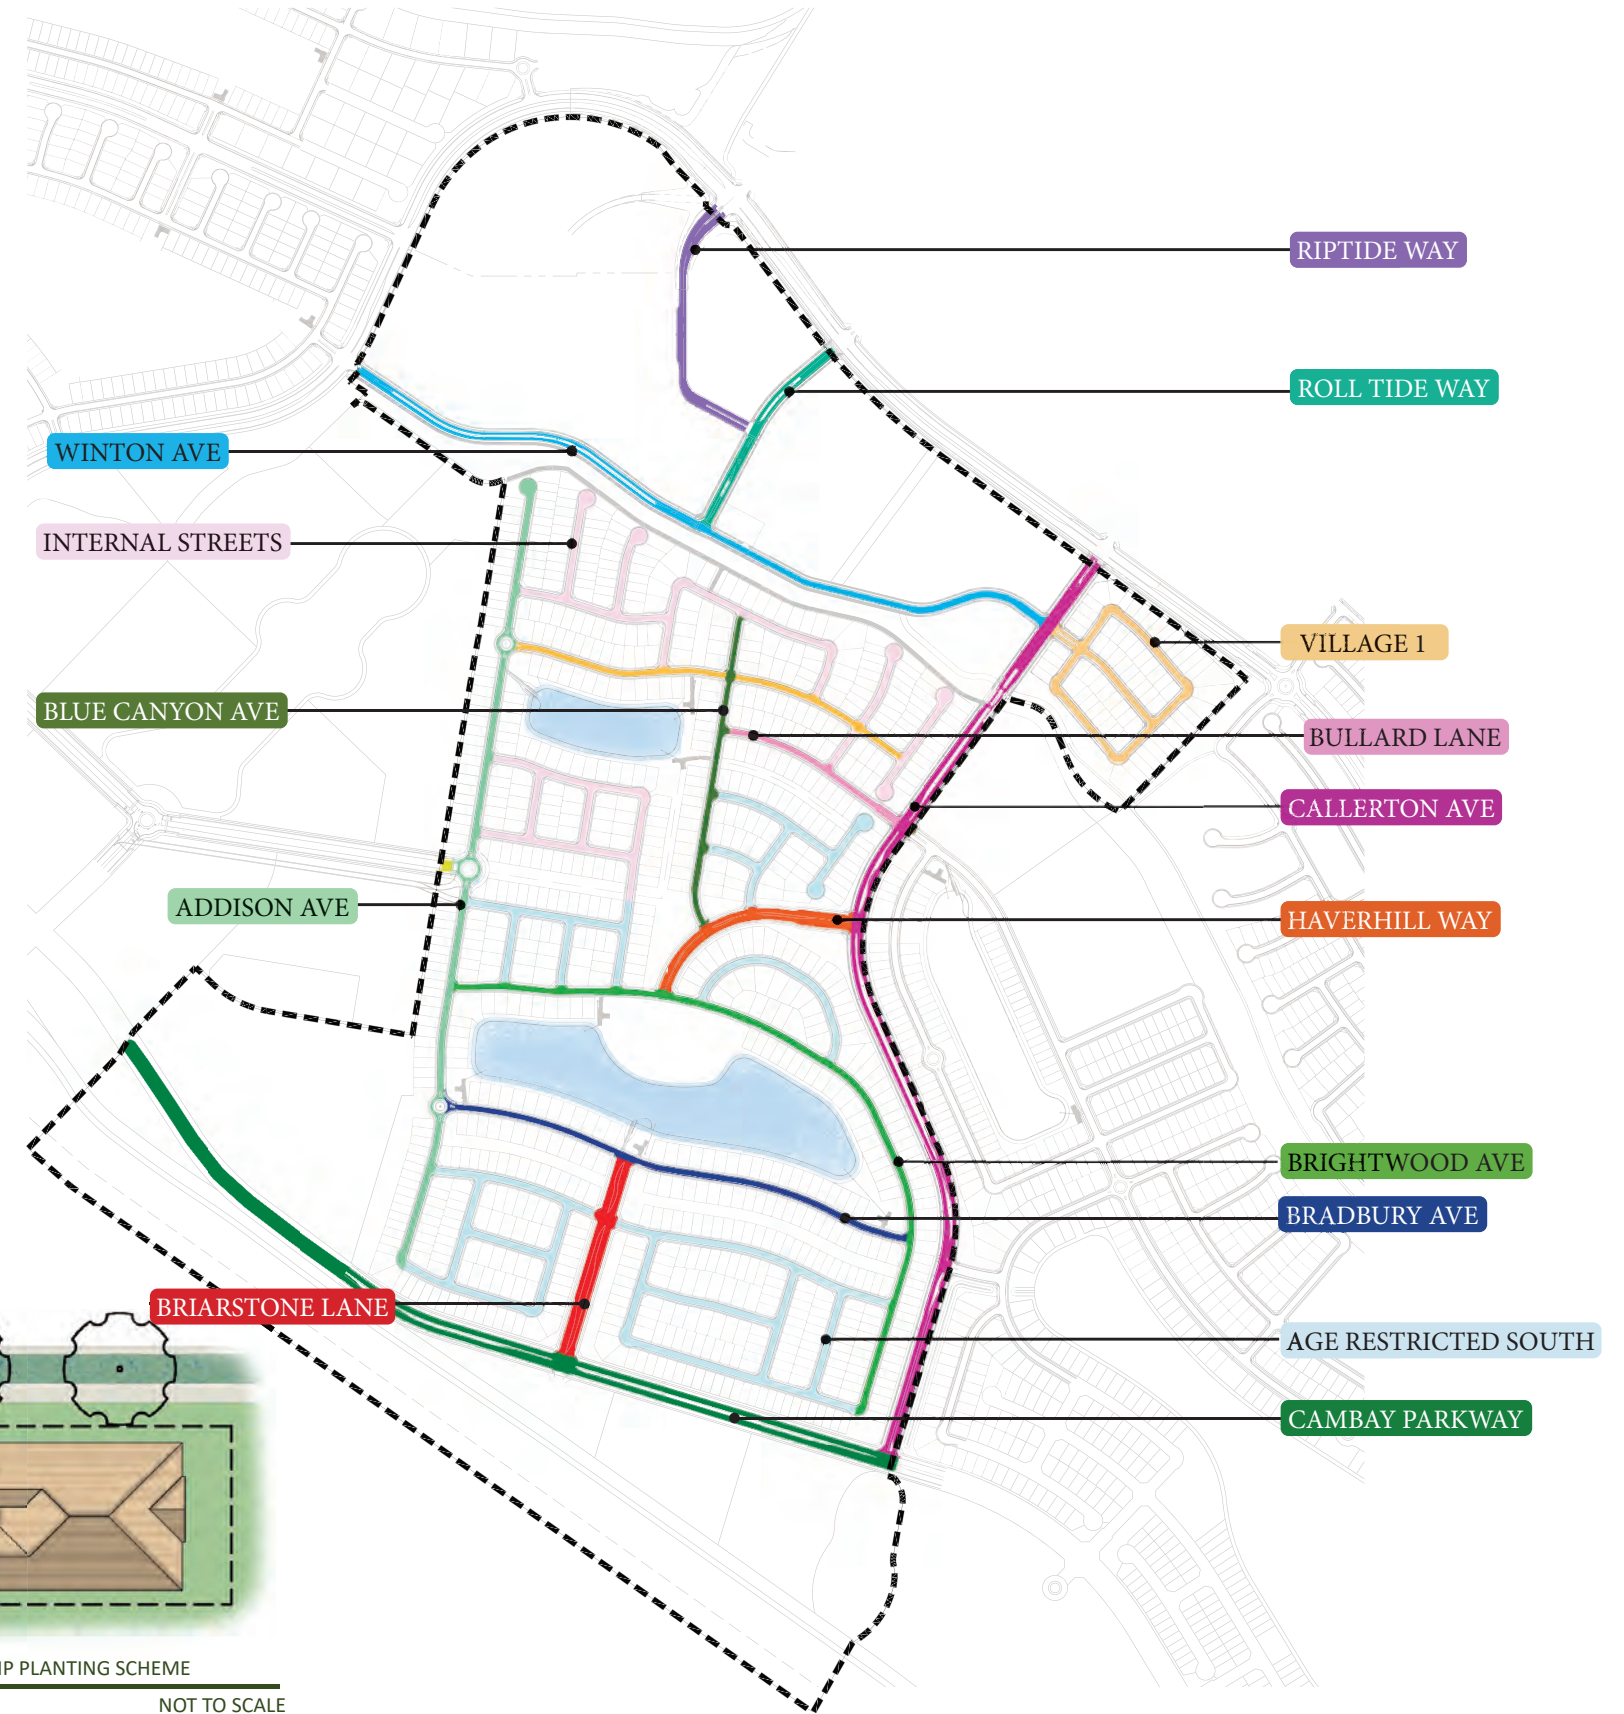 RIPTIDE WAY
ROLL TIDE WAY
WINTON AVE
INTERNAL STREETS
VILLAGE 1
BLUE CANYON AVE
BULLARD LANE
CALLERTON AVE
ADDISON AVE
HAVERHILL WAY
BRIGHTWOOD AVE
BRADBURY AVE
BRIARSTONE LANE
AGE RESTRICTED SOUTH
CAMBAY PARKWAY
PLANTING SCHEME
NOT TO SCALE